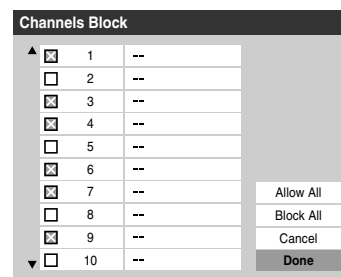 Channels Block
1 --
2 --
3 --
4 --
5 --
6 --
7 -- Allow All
8 -- Block All
9 -- Cancel
10 -- Done